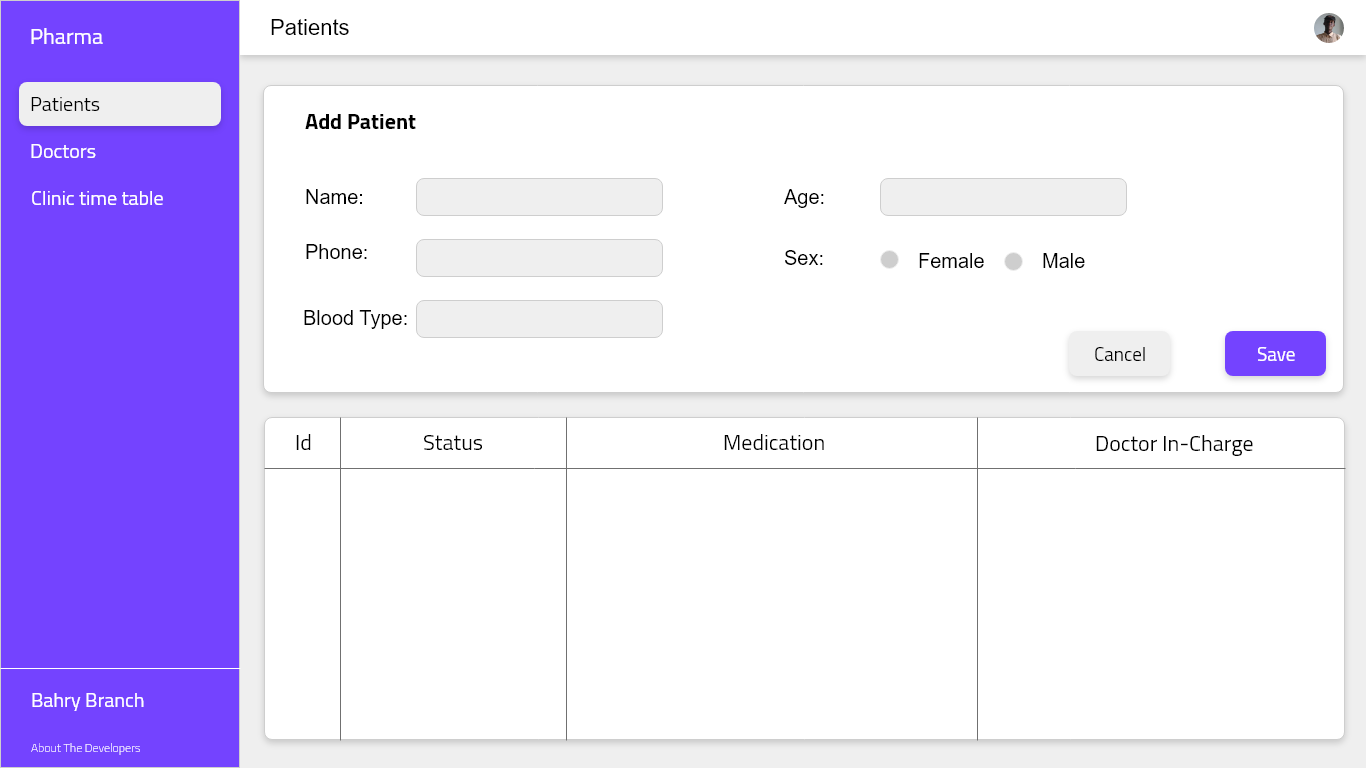 Pharma
Patients
Doctors
Clinic time table
Bahry Branch
About The Developers
Patients
Add Patient
Name:
Age:
Phone:
Sex:
Female
Male
Blood Type:
Cancel
Save
Id
Status
Medication
Doctor In-Charge